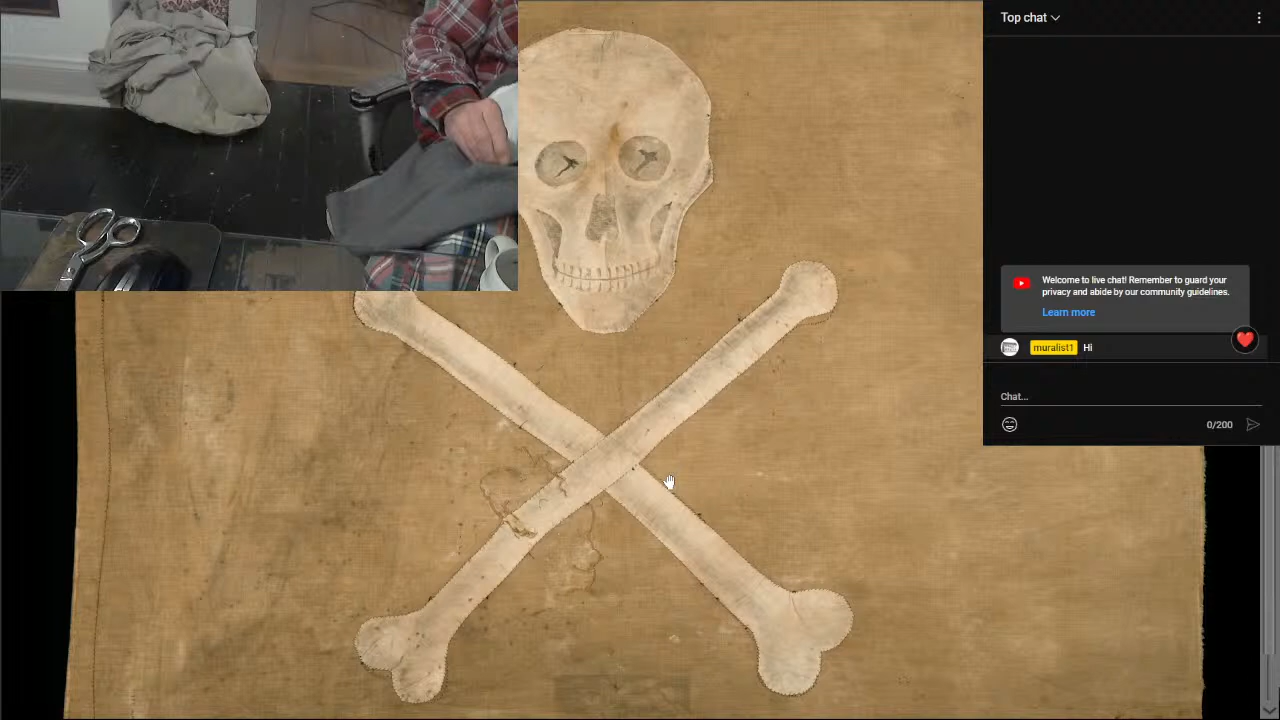 Top chat
Welcome to live chat! Remember to guard your
privacy and abide by our community guidelines.
Learn more
muralist1 Hi
Chat...
0/200